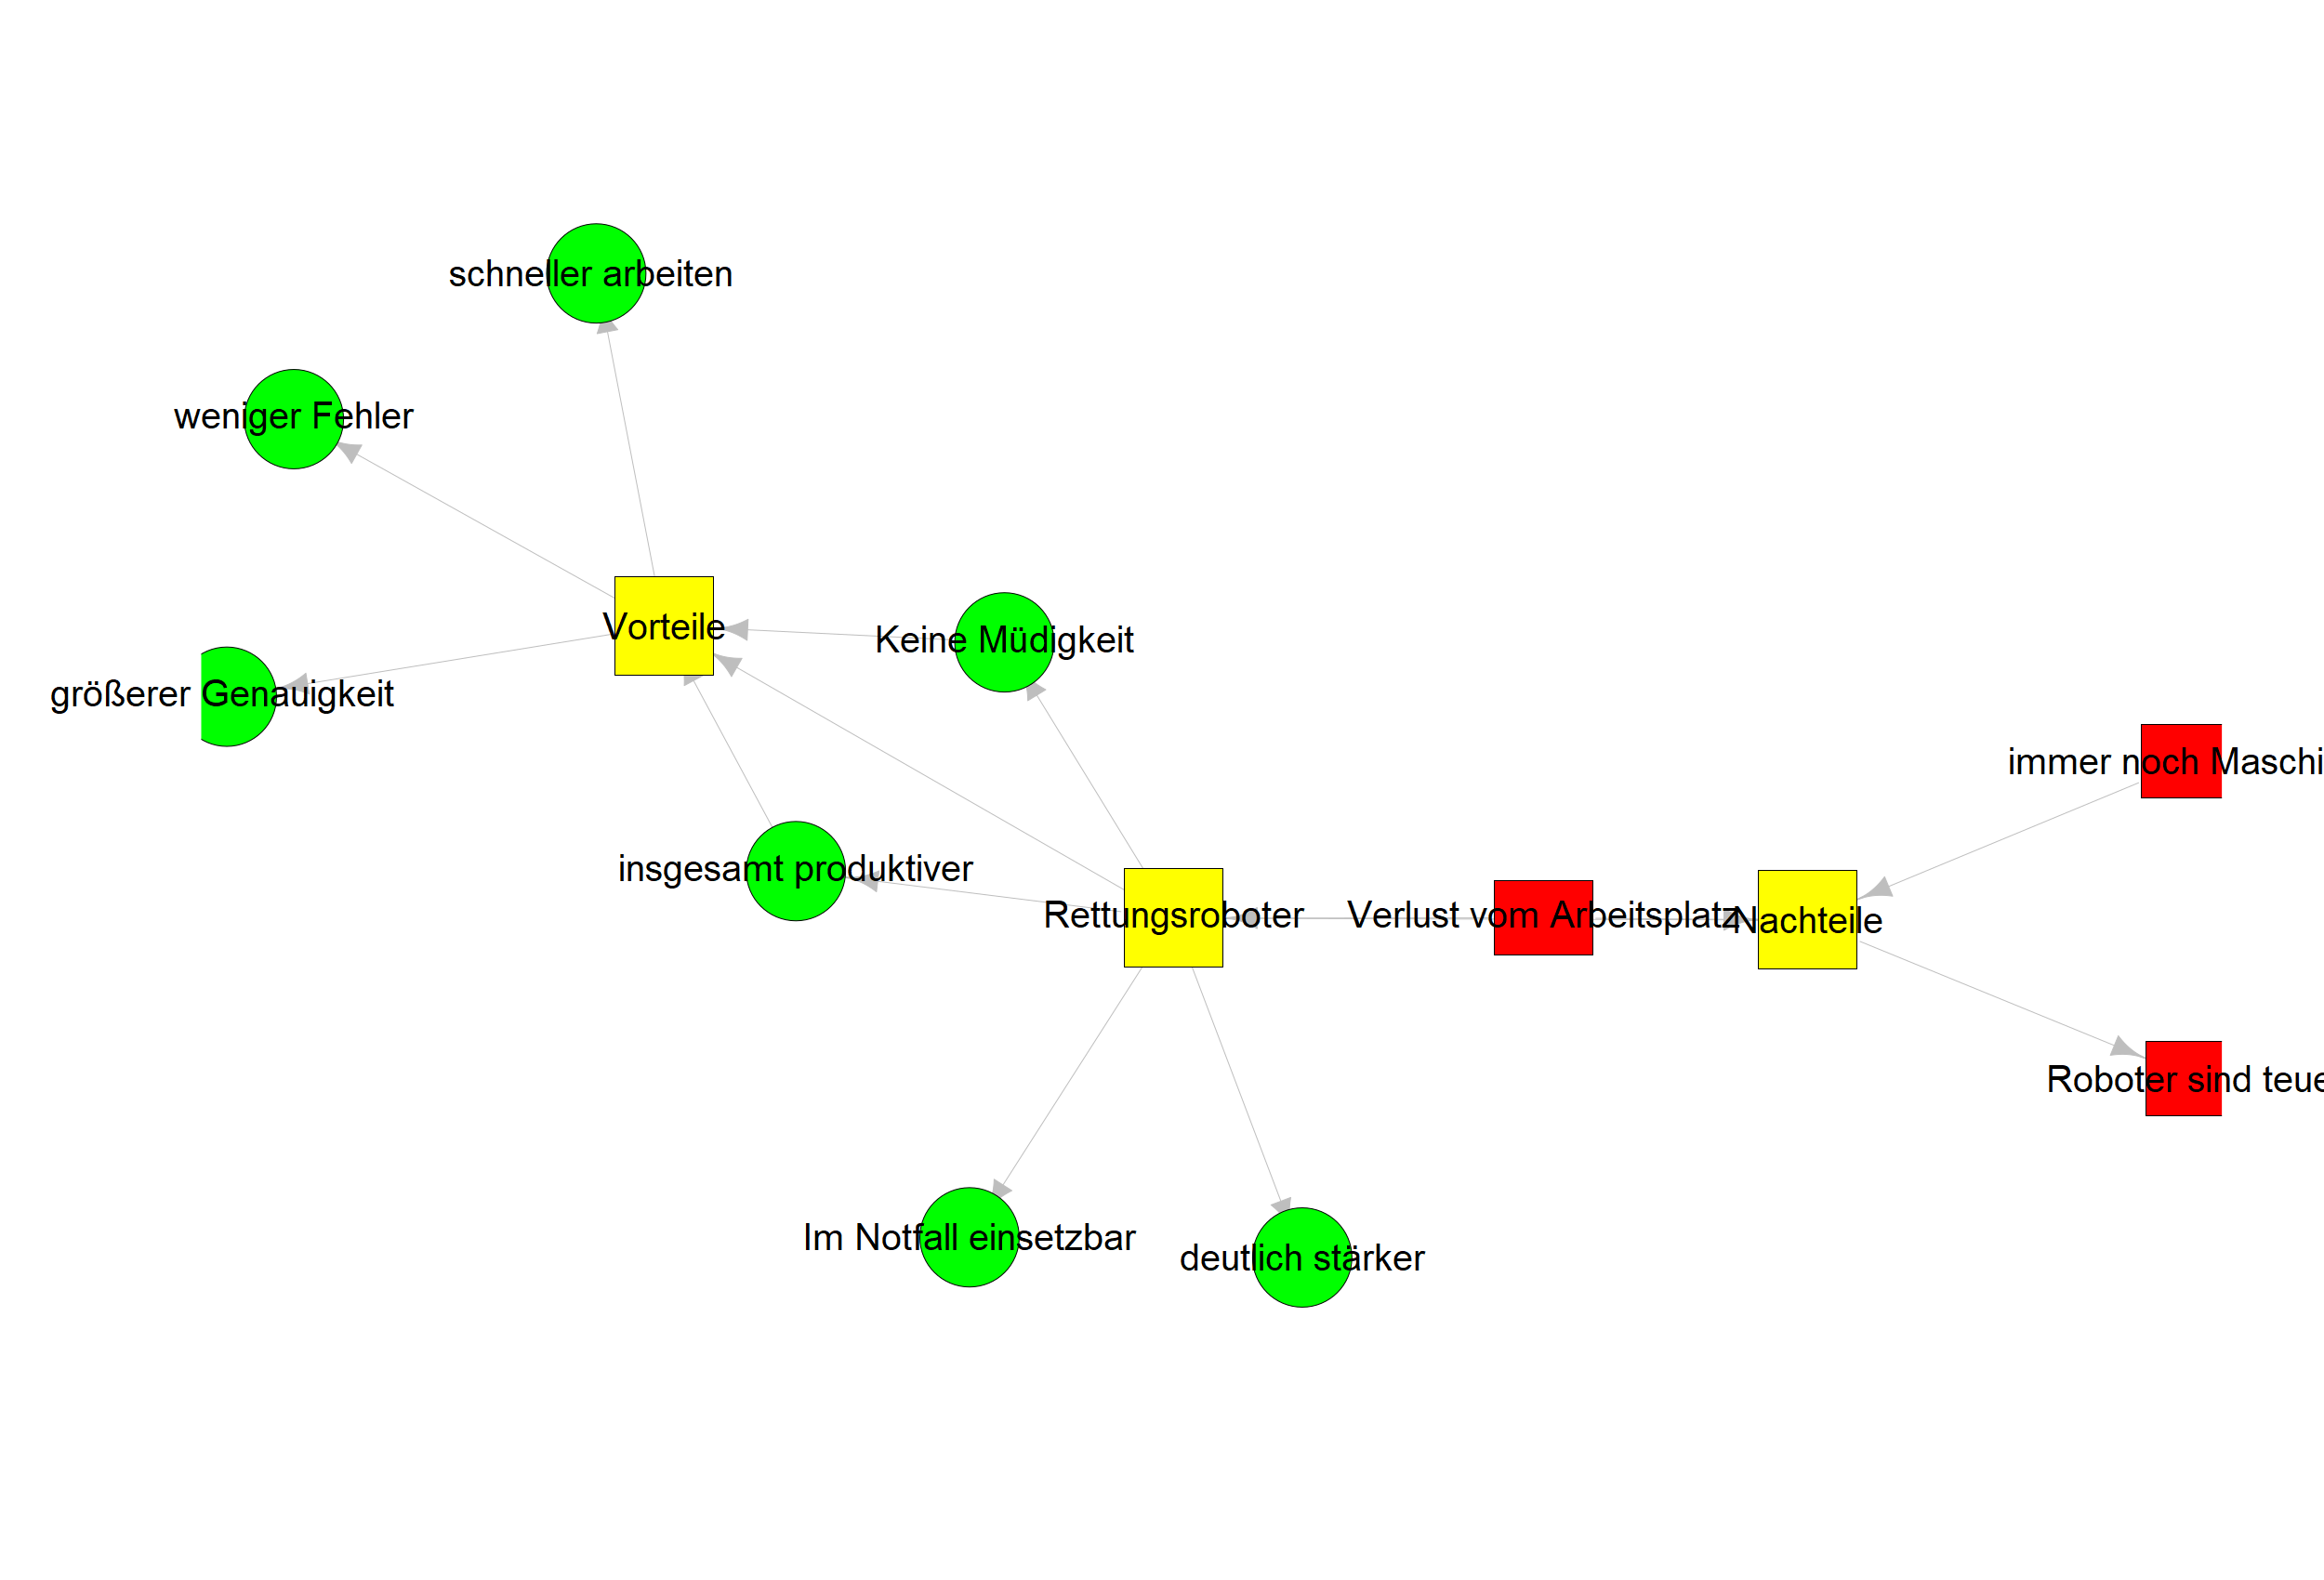 schneller arbeiten
weniger Fehler
Vorteile
Keine Müdigkeit
größerer Genauigkeit
immer noch Maschi
insgesamt produktiver
Rettungsroboter
Verlust vom Arbeitsplatz
Nachteile
Roboter sind teue
Im Notfall einsetzbar
deutlich stärker